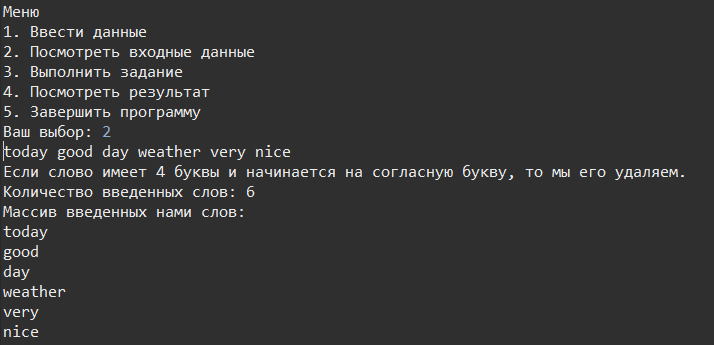 Меню
1. Ввести данные
2. Посмотреть входные данные
3. Выполнить задание
4. Посмотреть результат
5. Завершить программу
Ваш выбор: 2
today good day weather very nice
Если слово имеет 4 буквы и начинается на согласную букву, то мы его удаляем.
Количество введенных слов: 6
Массив введенных нами слов:
today
good
day
weather
very
nice